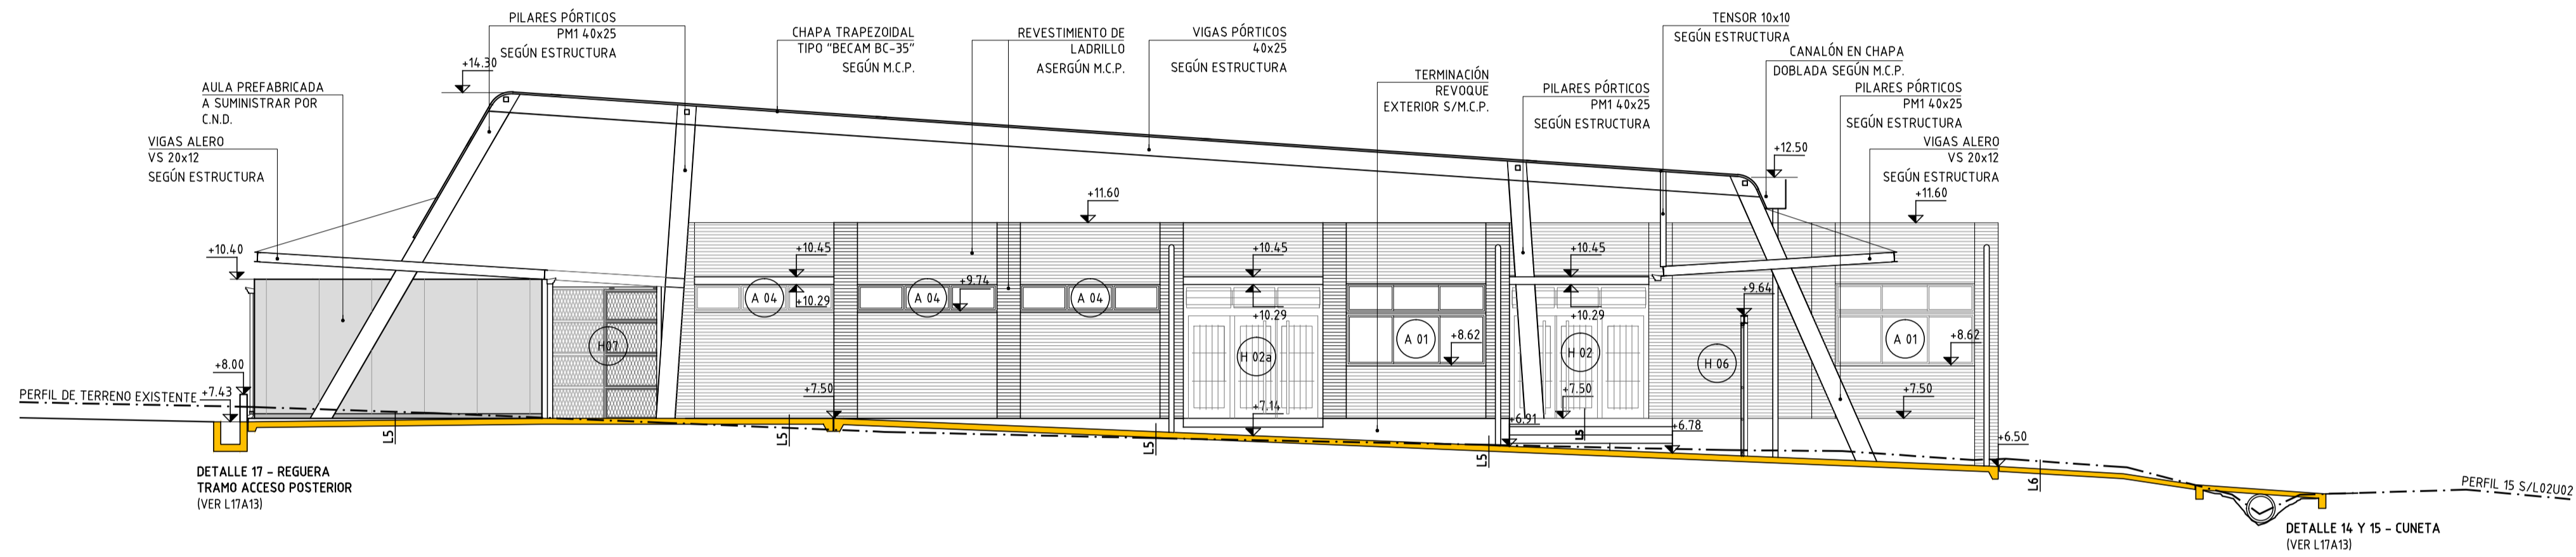 PILARES PÓRTICOS
PM1 40x25
SEGÚN ESTRUCTURA
CHAPA TRAPEZOIDAL
TIPO "BECAM BC-35"
SEGÚN M.C.P.
REVESTIMIENTO DE
LADRILLO
ASERGÚN M.C.P.
VIGAS PÓRTICOS
40x25
SEGÚN ESTRUCTURA
TERMINACIÓN
REVOQUE
EXTERIOR S/M.C.P.
PILARES PÓRTICOS
PM1 40x25
SEGÚN ESTRUCTURA
TENSOR 10x10
SEGÚN ESTRUCTURA
CANALÓN EN CHAPA
DOBLADA SEGÚN M.C.P.
PILARES PÓRTICOS
PM1 40x25
SEGÚN ESTRUCTURA
VIGAS ALERO
VS 20x12
SEGÚN ESTRUCTURA
AULA PREFABRICADA
A SUMINISTRAR POR
C.N.D.
VIGAS ALERO
VS 20x12
SEGÚN ESTRUCTURA
+14.30
+12.50
+11.60
+11.60
+10.40
+10.45
+10.45
+10.45
+10.29
+9.74
+10.29
+10.29
+9.64
A 04
A 04
A 04
H07
H 02a
A 01
+8.62
H 02
H 06
A 01
+8.62
+8.00
+7.43
+7.50
+7.14
+7.50
+7.50
+6.91
+6.78
+6.50
PERFIL DE TERRENO EXISTENTE
L5
L5
L5
L5
L5
L6
DETALLE 17 - REGUERA
TRAMO ACCESO POSTERIOR
(VER L17A13)
PERFIL 15 S/L02U02
DETALLE 14 Y 15 - CUNETA
(VER L17A13)